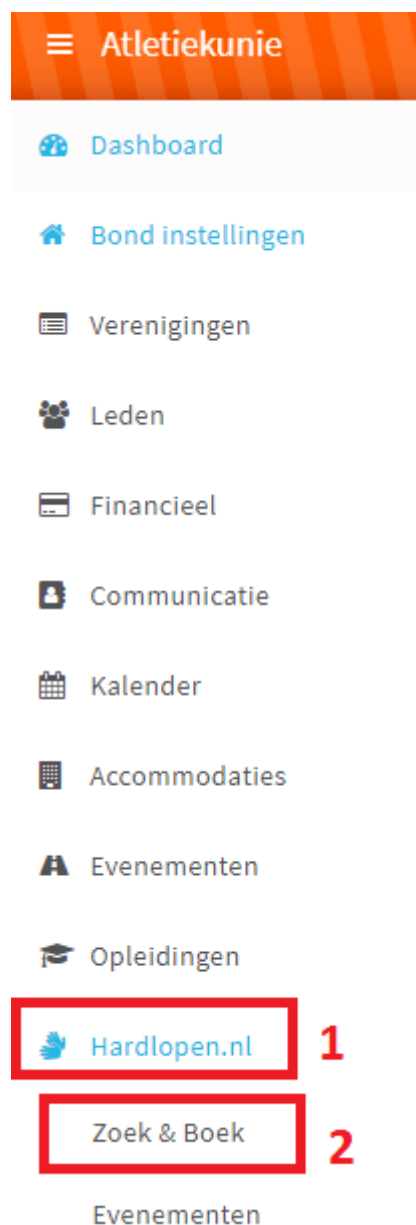 Atletiekunie
Dashboard
Bond instellingen
Verenigingen
Leden
Financieel
Communicatie
Kalender
Accommodaties
Evenementen
Opleidingen
Hardlopen.nl 1
Zoek & Boek 2
Evenementen